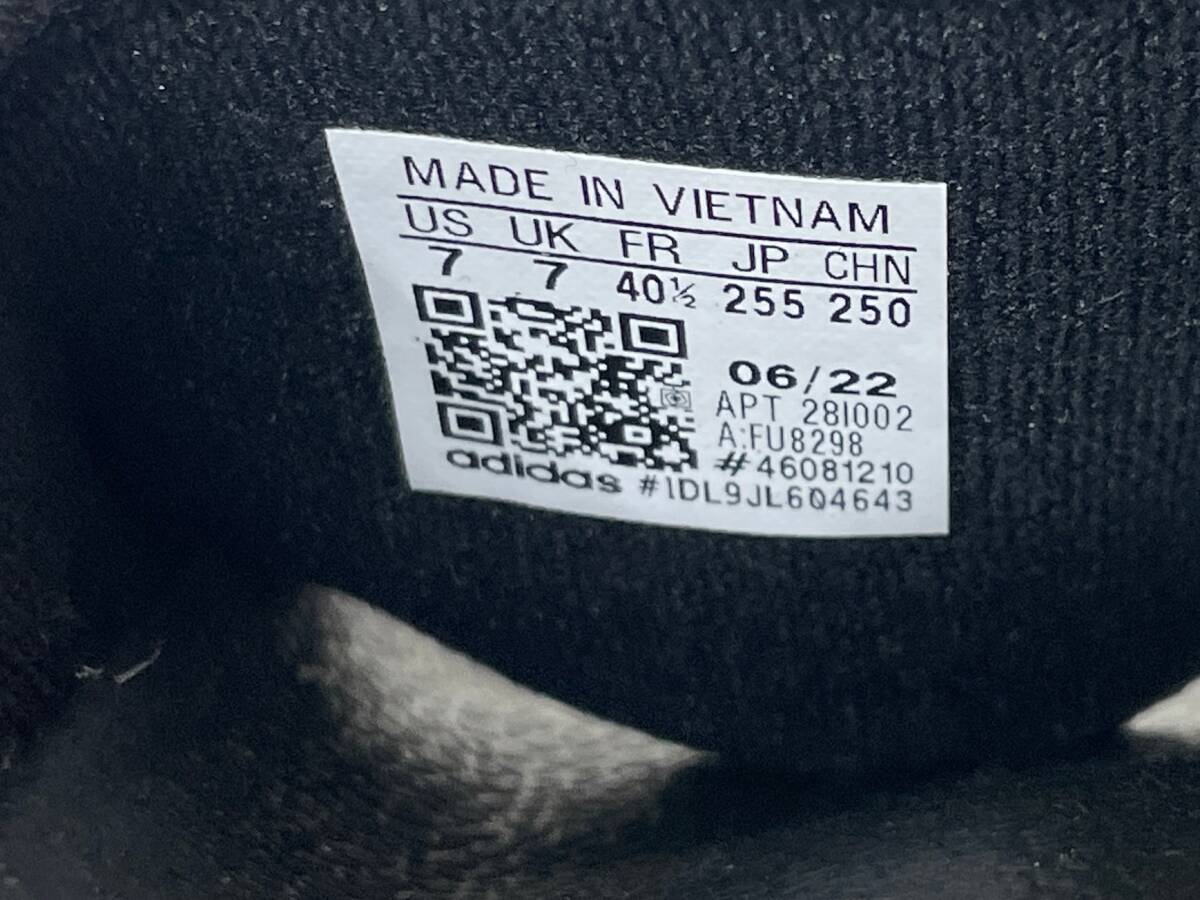 MADE IN VIETNAM
US UK FR JP CHN
7 7 40½ 255 250
06/22
APT 28I002
A:FU8298
#46081210
adidas #1DL9JL604643